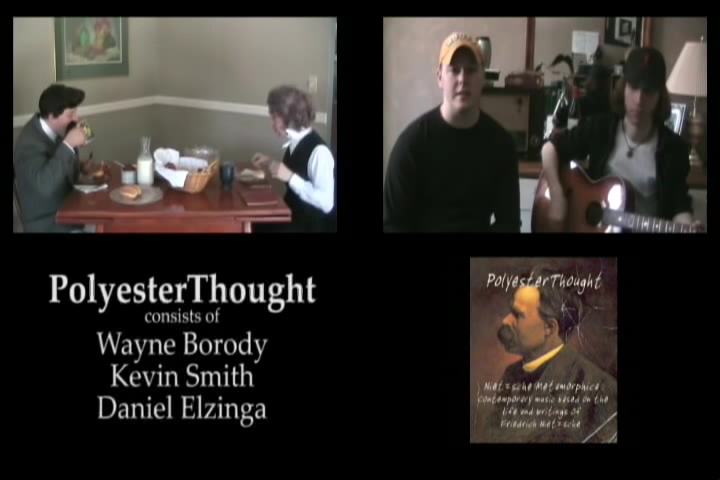 PolyesterThought
consists of
Wayne Borody
Kevin Smith
Daniel Elzinga
PolyesterThought
Nietzsche Metamorphica:
contemporary music based on the
life and writings of
Friedrich Nietzsche